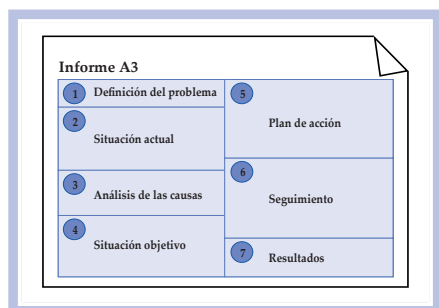 Informe A3
1 Definición del problema
2
Situación actual
3
Análisis de las causas
4
Situación objetivo
5
Plan de acción
6
Seguimiento
7
Resultados